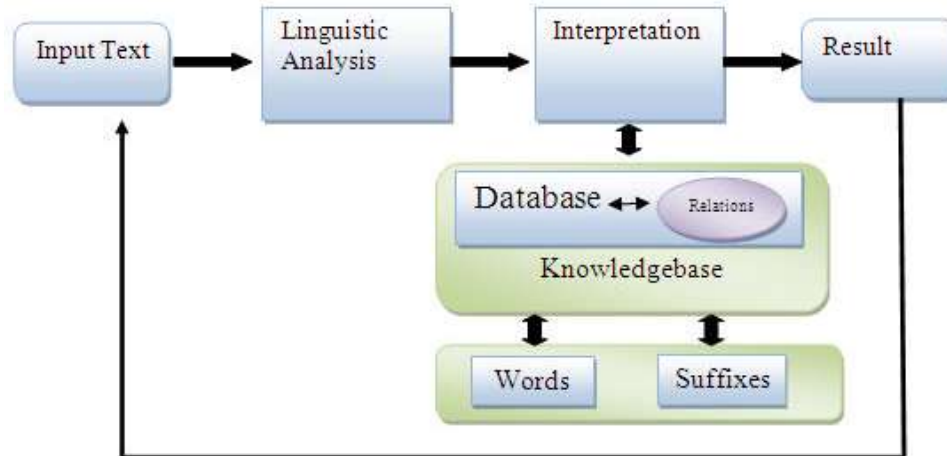 Input Text
Linguistic
Analysis
Interpretation
Result
Database
Relations
Knowledgebase
Words
Suffixes